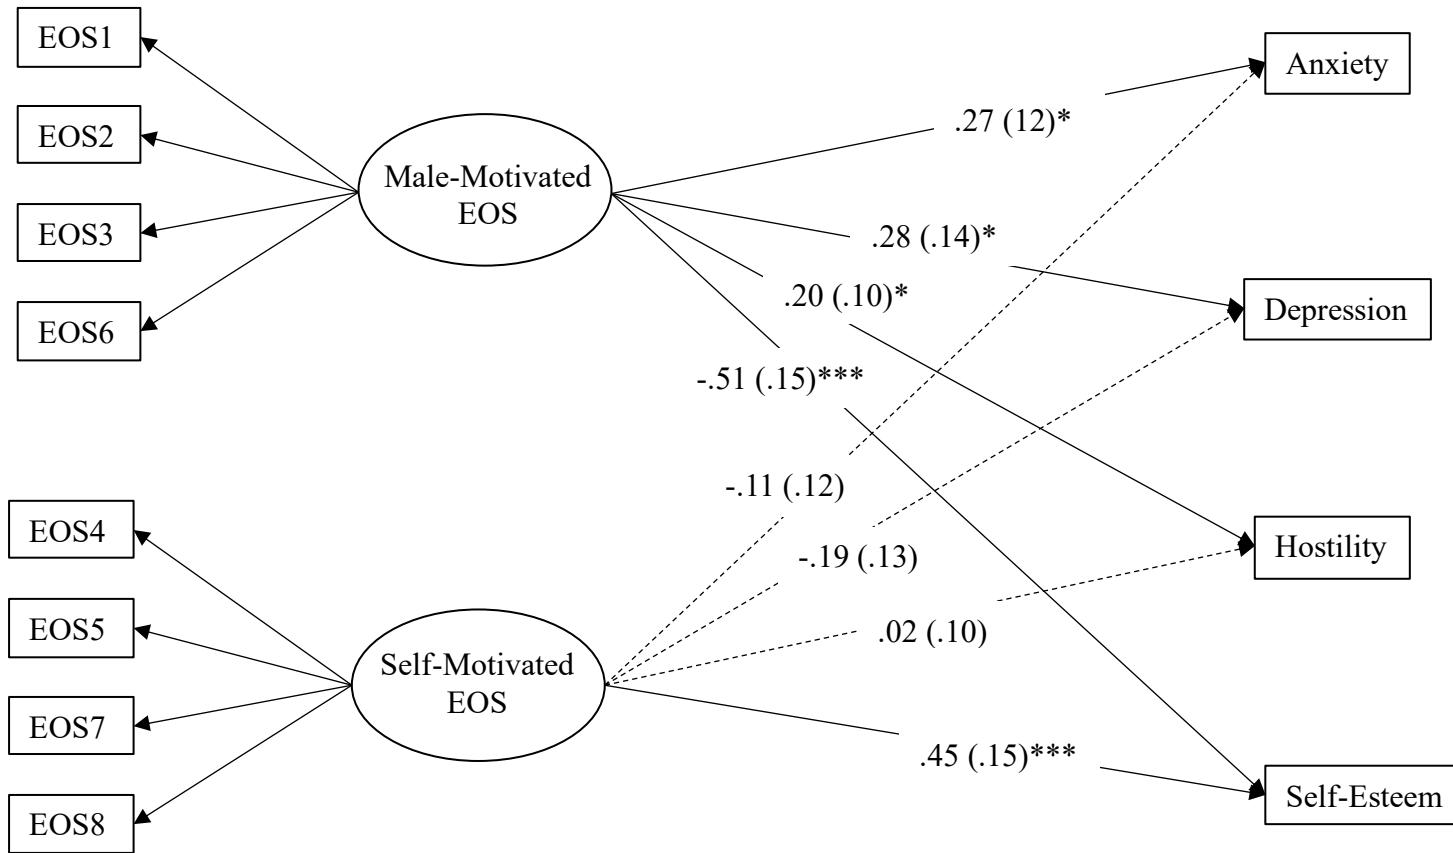 EOS1
EOS2
EOS3
EOS6
Male-Motivated
EOS
.27 (12)*
.28 (.14)*
.20 (.10)*
-.51 (.15)***
Anxiety
Depression
EOS4
EOS5
EOS7
EOS8
Self-Motivated
EOS
-.11 (.12)
-.19 (.13)
.02 (.10)
.45 (.15)***
Hostility
Self-Esteem